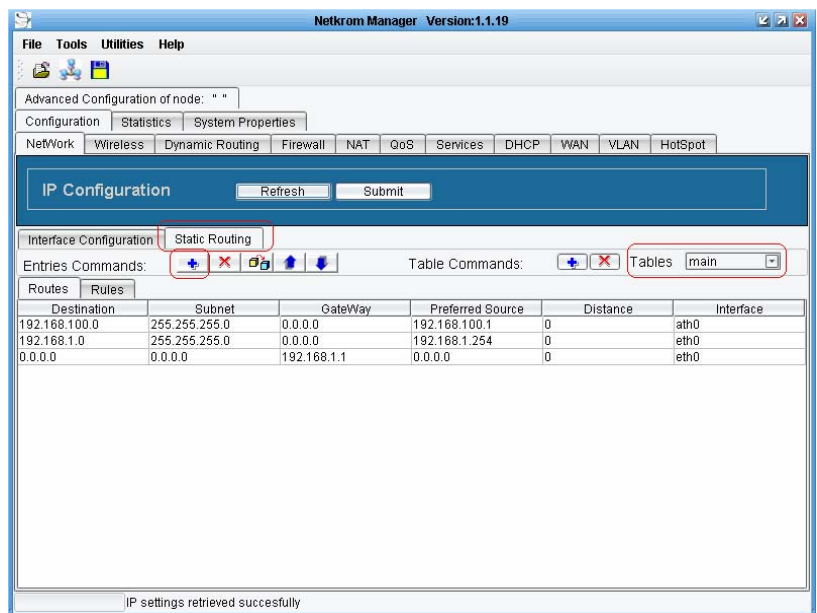 Netkrom Manager Version:1.1.19
File Tools Utilities Help
Advanced Configuration of node: " "
Configuration Statistics System Properties
NetWork Wireless Dynamic Routing Firewall NAT QoS Services DHCP WAN VLAN HotSpot
IP Configuration Refresh Submit
Interface Configuration Static Routing
Entries Commands: Table Commands: Tables main
Routes Rules
Destination Subnet GateWay Preferred Source Distance Interface
192.168.100.0 255.255.255.0 0.0.0.0 192.168.100.1 0 ath0
192.168.1.0 255.255.255.0 0.0.0.0 192.168.1.254 0 eth0
0.0.0.0 0.0.0.0 192.168.1.1 0.0.0.0 0 eth0
IP settings retrieved succesfully